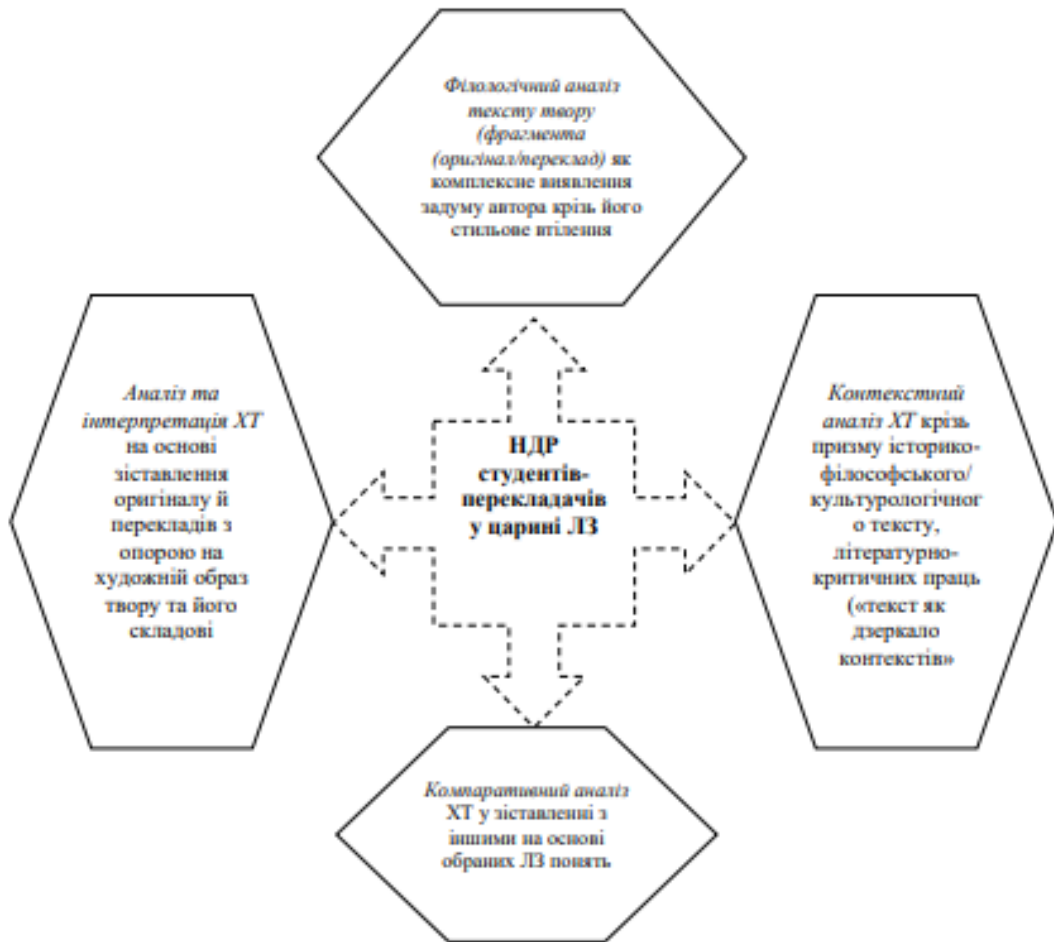 Філологічний аналіз
тексту твору
(фрагмента
(оригінал/переклад) як
комплексне виявлення
задуму автора крізь його
стильове втілення
Аналіз та
інтерпретація ХТ
на основі
зіставлення
оригіналу й
перекладів з
опорою на
художній образ
твору та його
складові
НДР
студентів-
перекладачів
у царині ЛЗ
Контекстний
аналіз ХТ крізь
призму історико-
філософського/
культурологічног
о тексту,
літературно-
критичних праць
(«текст як
дзеркало
контекстів»
Компаративний аналіз
ХТ у зіставленні з
іншими на основі
обраних ЛЗ понять